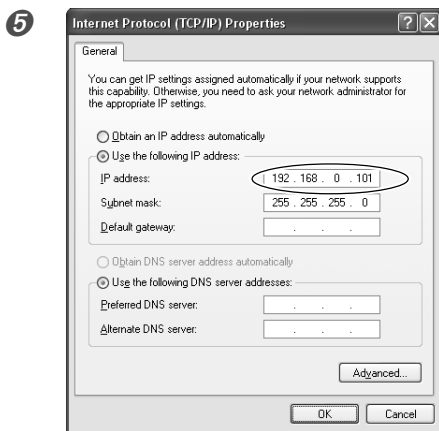 5
Internet Protocol (TCP/IP) Properties
General
You can get IP settings assigned automatically if your network supports
this capability. Otherwise, you need to ask your network administrator for
the appropriate IP settings.
Obtain an IP address automatically
Use the following IP address:
IP address: 192 . 168 . 0 . 101
Subnet mask: 255 . 255 . 255 . 0
Default gateway: . . .
Obtain DNS server address automatically
Use the following DNS server addresses:
Preferred DNS server: . . .
Alternate DNS server: . . .
Advanced...
OK Cancel